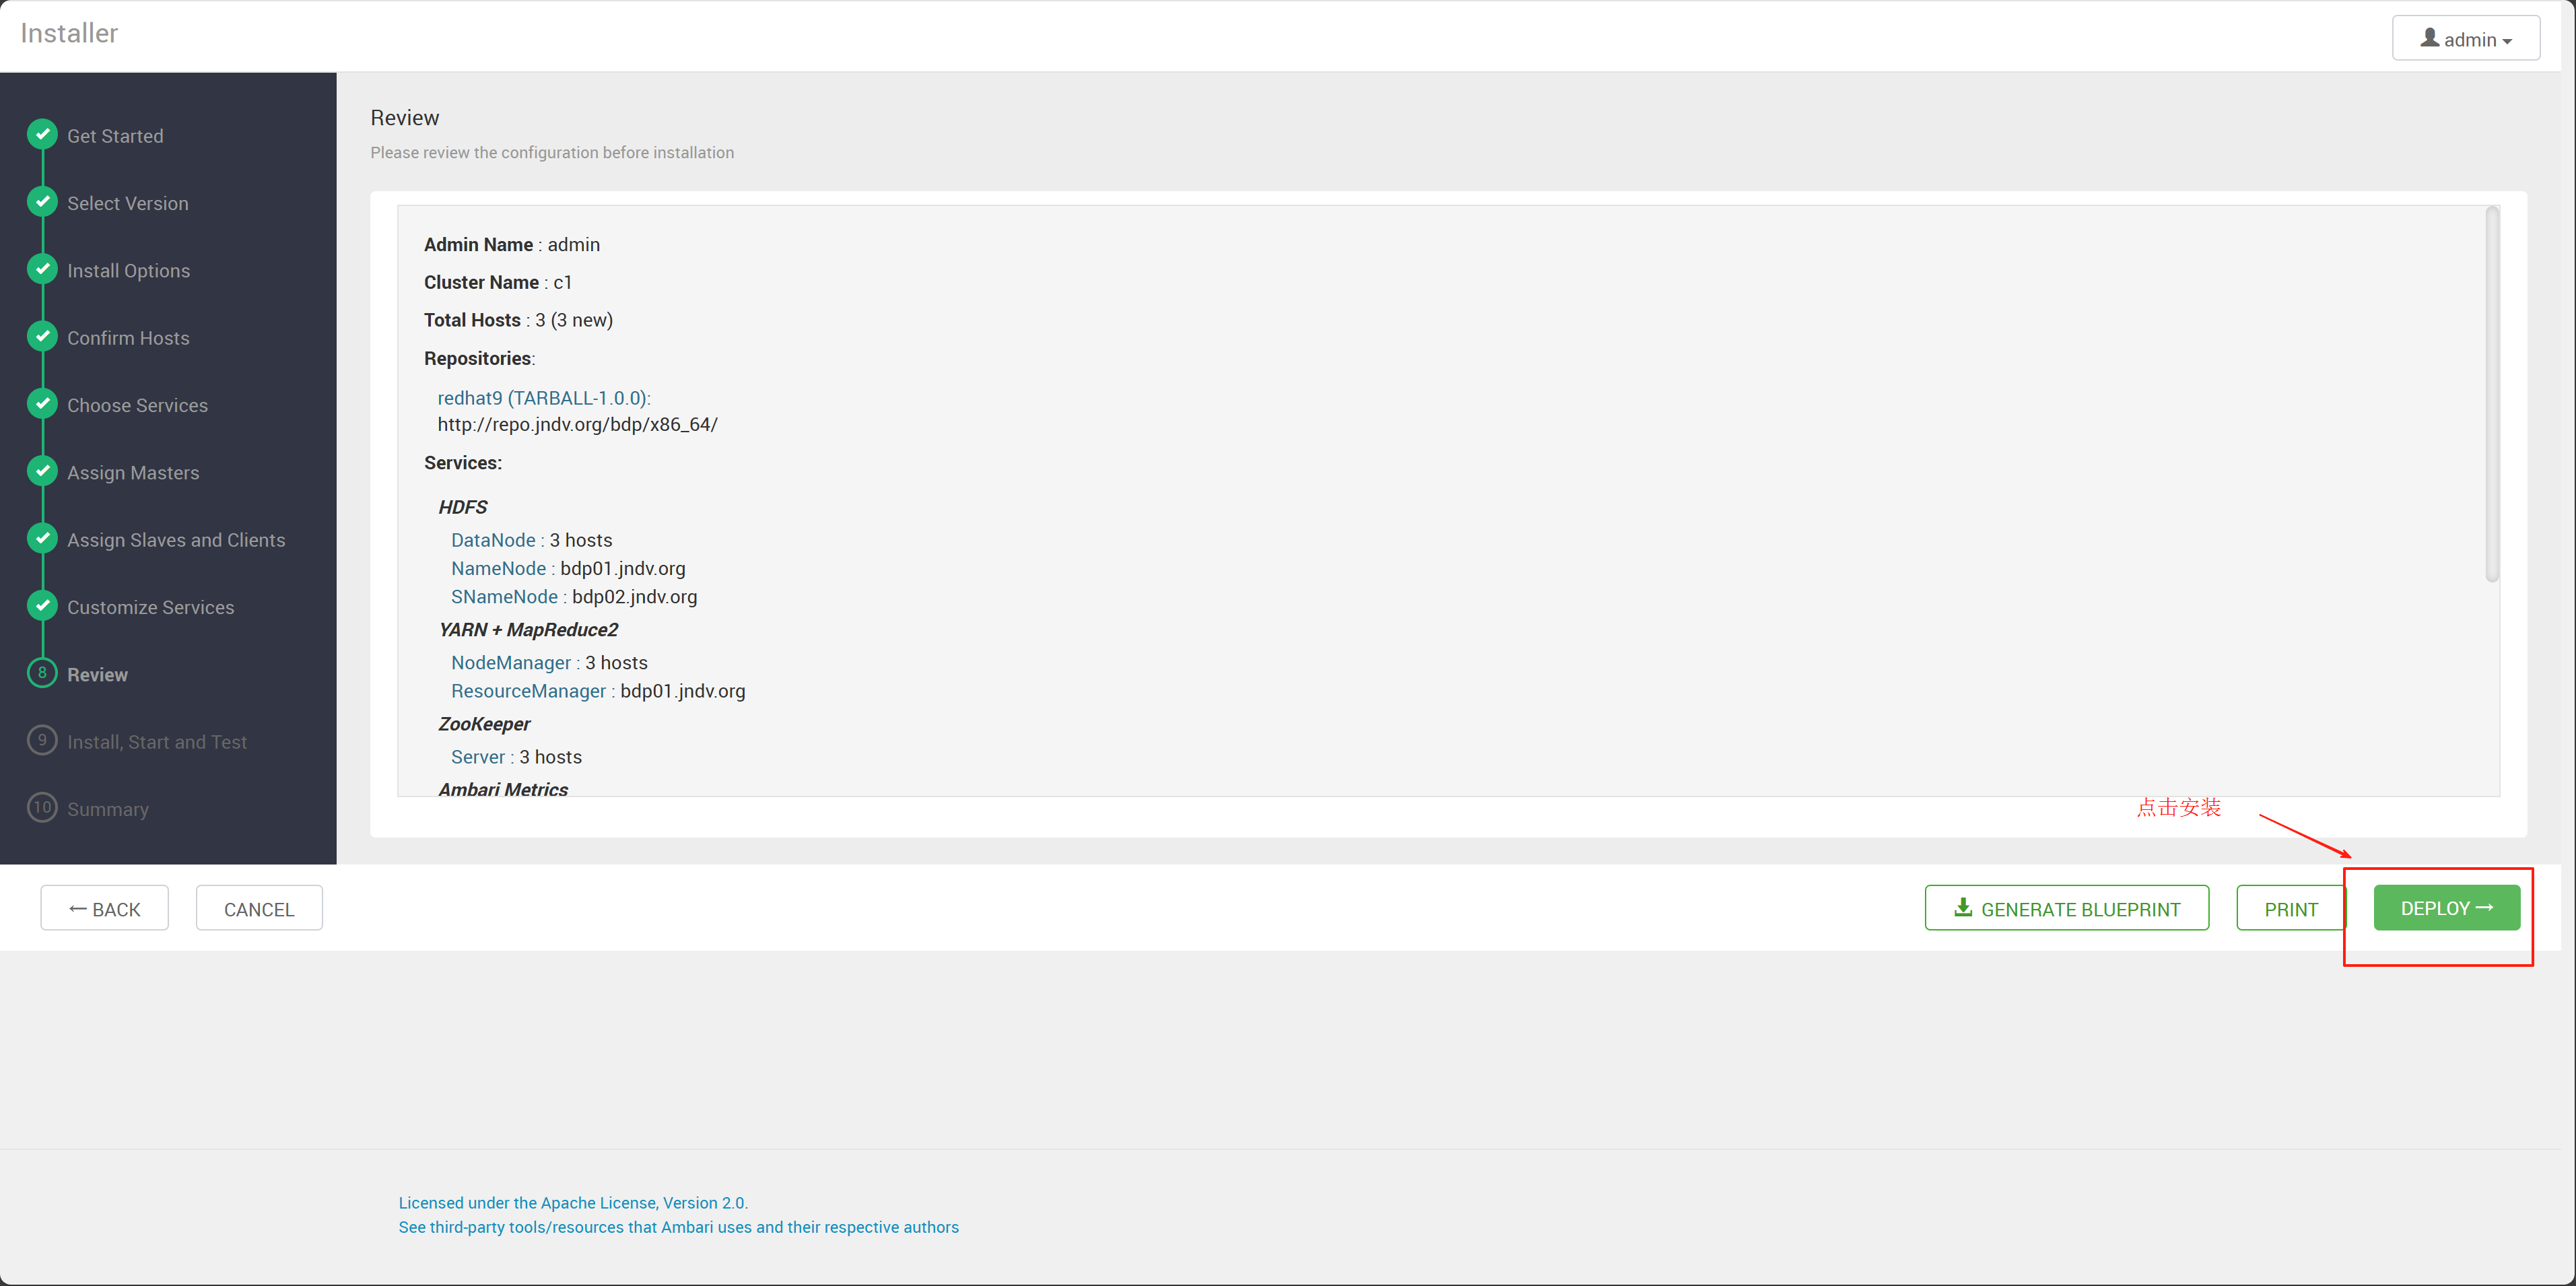 Installer
admin
Get Started
Select Version
Install Options
Confirm Hosts
Choose Services
Assign Masters
Assign Slaves and Clients
Customize Services
8 Review
9 Install, Start and Test
10 Summary
Review
Please review the configuration before installation
Admin Name : admin
Cluster Name : c1
Total Hosts : 3 (3 new)
Repositories:
redhat9 (TARBALL-1.0.0):
http://repo.jndv.org/bdp/x86_64/
Services:
HDFS
DataNode : 3 hosts
NameNode : bdp01.jndv.org
SNameNode : bdp02.jndv.org
YARN + MapReduce2
NodeManager : 3 hosts
ResourceManager : bdp01.jndv.org
ZooKeeper
Server : 3 hosts
Ambari Metrics
点击安装
← BACK
CANCEL
GENERATE BLUEPRINT
PRINT
DEPLOY →
Licensed under the Apache License, Version 2.0.
See third-party tools/resources that Ambari uses and their respective authors